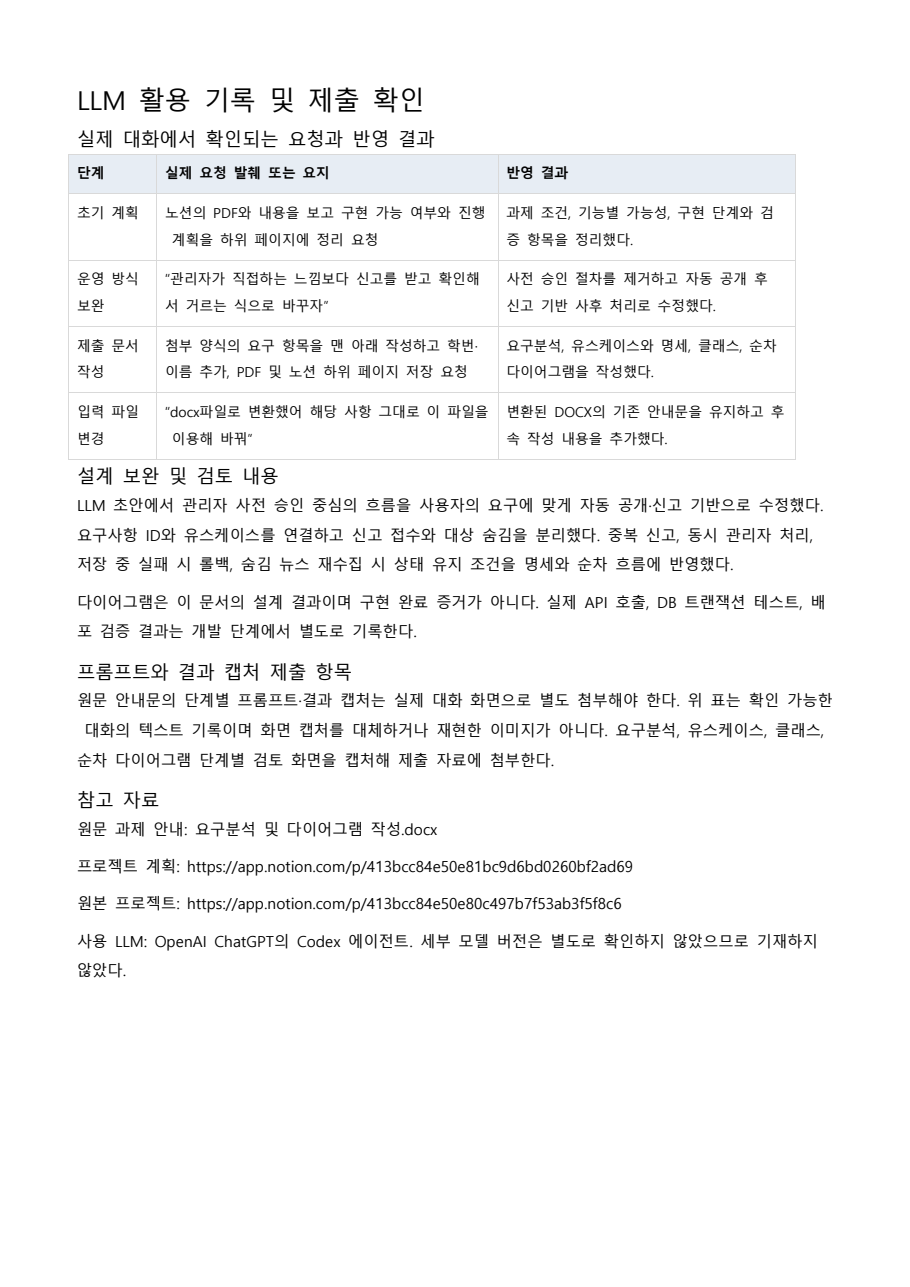 LLM 활용 기록 및 제출 확인
실제 대화에서 확인되는 요청과 반영 결과
단계 실제 요청 발췌 또는 요지 반영 결과
초기 계획 노션의 PDF와 내용을 보고 구현 가능 여부와 진행 과제 조건, 기능별 가능성, 구현 단계와 검
계획을 하위 페이지에 정리 요청 증 항목을 정리했다.
운영 방식 “관리자가 직접하는 느낌보다 신고를 받고 확인해 사전 승인 절차를 제거하고 자동 공개 후
보완 서 거르는 식으로 바꾸자” 신고 기반 사후 처리로 수정했다.
제출 문서 첨부 양식의 요구 항목을 맨 아래 작성하고 학번· 요구분석, 유스케이스와 명세, 클래스, 순차
작성 이름 추가, PDF 및 노션 하위 페이지 저장 요청 다이어그램을 작성했다.
입력 파일 “docx파일로 변환했어 해당 사항 그대로 이 파일을 변환된 DOCX의 기존 안내문을 유지하고 후
변경 이용해 바꿔” 속 작성 내용을 추가했다.
설계 보완 및 검토 내용
LLM 초안에서 관리자 사전 승인 중심의 흐름을 사용자의 요구에 맞게 자동 공개·신고 기반으로 수정했다.
요구사항 ID와 유스케이스를 연결하고 신고 접수와 대상 숨김을 분리했다. 중복 신고, 동시 관리자 처리,
저장 중 실패 시 롤백, 숨김 뉴스 재수집 시 상태 유지 조건을 명세와 순차 흐름에 반영했다.
다이어그램은 이 문서의 설계 결과이며 구현 완료 증거가 아니다. 실제 API 호출, DB 트랜잭션 테스트, 배
포 검증 결과는 개발 단계에서 별도로 기록한다.
프롬프트와 결과 캡처 제출 항목
원문 안내문의 단계별 프롬프트·결과 캡처는 실제 대화 화면으로 별도 첨부해야 한다. 위 표는 확인 가능한
대화의 텍스트 기록이며 화면 캡처를 대체하거나 재현한 이미지가 아니다. 요구분석, 유스케이스, 클래스,
순차 다이어그램 단계별 검토 화면을 캡처해 제출 자료에 첨부한다.
참고 자료
원문 과제 안내: 요구분석 및 다이어그램 작성.docx
프로젝트 계획: https://app.notion.com/p/413bcc84e50e81bc9d6bd0260bf2ad69
원본 프로젝트: https://app.notion.com/p/413bcc84e50e80c497b7f53ab3f5f8c6
사용 LLM: OpenAI ChatGPT의 Codex 에이전트. 세부 모델 버전은 별도로 확인하지 않았으므로 기재하지
않았다.